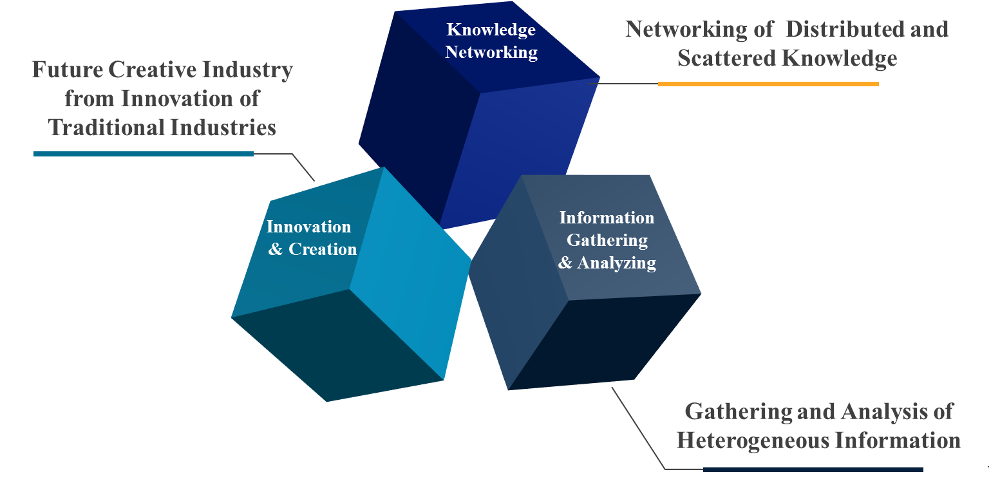 Knowledge
Networking
Networking of  Distributed and
Scattered Knowledge
Future Creative Industry
from Innovation of
Traditional Industries
Innovation
& Creation
Information
Gathering
& Analyzing
Gathering and Analysis of
Heterogeneous Information
.